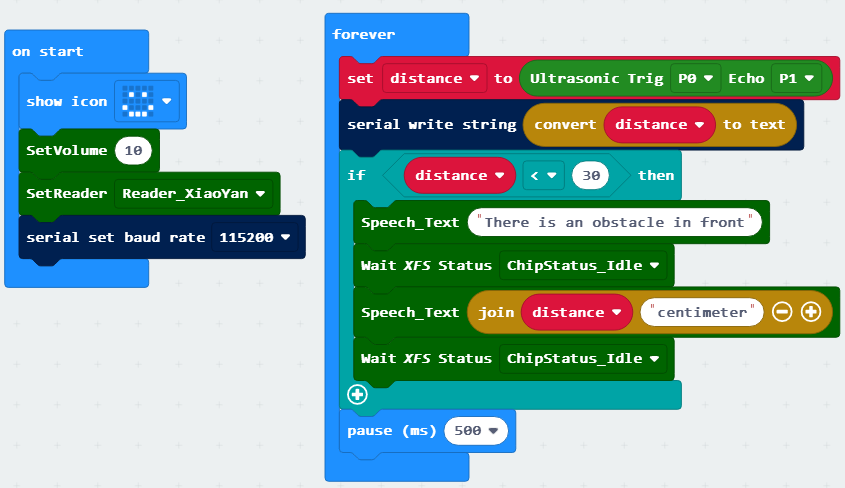 on start
show icon
SetVolume 10
SetReader Reader_XiaoYan
serial set baud rate 115200
forever
set distance to Ultrasonic Trig P0 Echo P1
serial write string convert distance to text
if distance < 30 then
Speech_Text "There is an obstacle in front"
Wait XFS Status ChipStatus_Idle
Speech_Text join distance "centimeter"
Wait XFS Status ChipStatus_Idle
pause (ms) 500